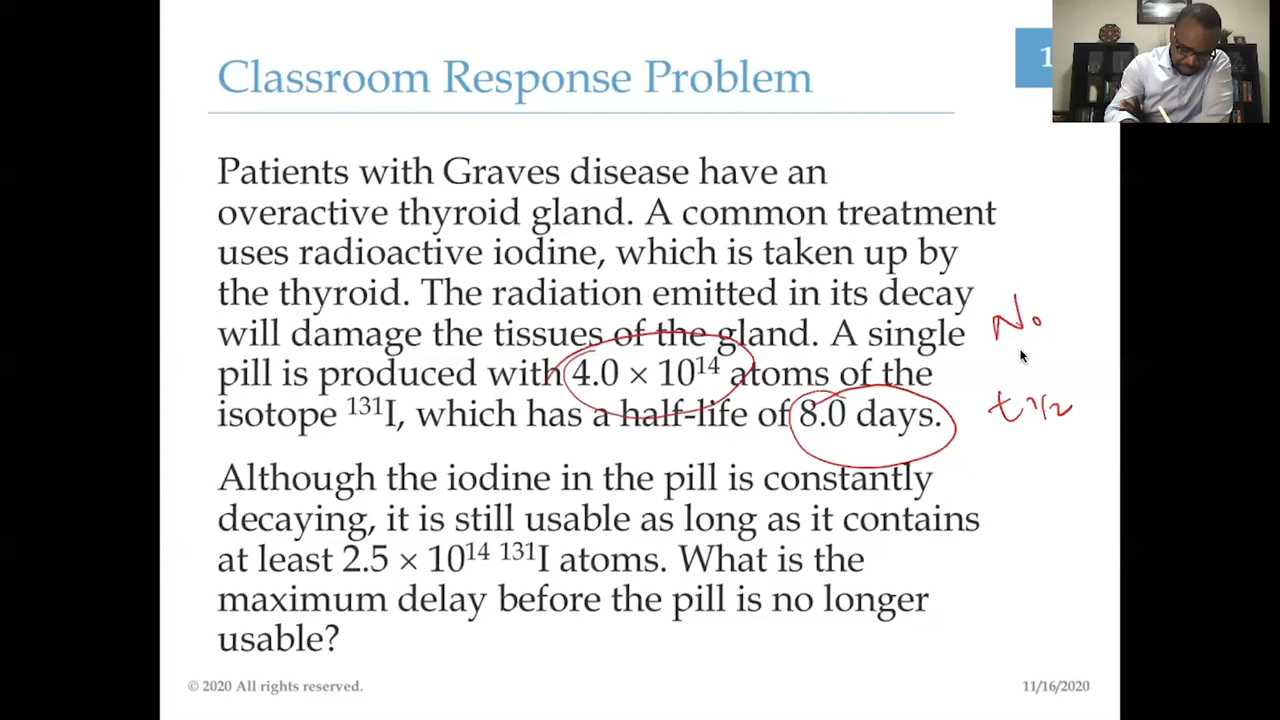 Classroom Response Problem
1
Patients with Graves disease have an
overactive thyroid gland. A common treatment
uses radioactive iodine, which is taken up by
the thyroid. The radiation emitted in its decay
will damage the tissues of the gland. A single
pill is produced with 4.0 × 10¹⁴ atoms of the
isotope ¹³¹I, which has a half-life of 8.0 days.
N₀
t 1/2
Although the iodine in the pill is constantly
decaying, it is still usable as long as it contains
at least 2.5 × 10¹⁴ ¹³¹I atoms. What is the
maximum delay before the pill is no longer
usable?
© 2020 All rights reserved.
11/16/2020